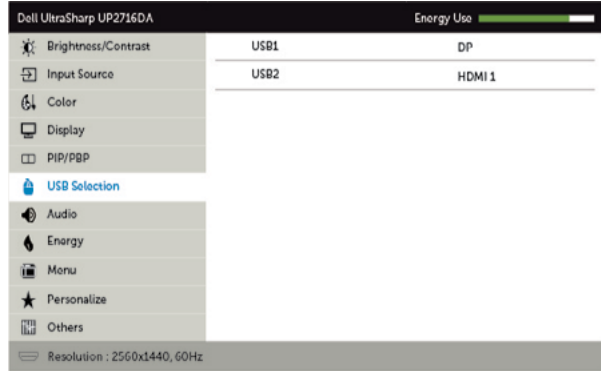 Dell UltraSharp UP2716DA
Energy Use
Brightness/Contrast
USB1 DP
Input Source
USB2 HDMI 1
Color
Display
PIP/PBP
USB Selection
Audio
Energy
Menu
Personalize
Others
Resolution : 2560x1440, 60Hz